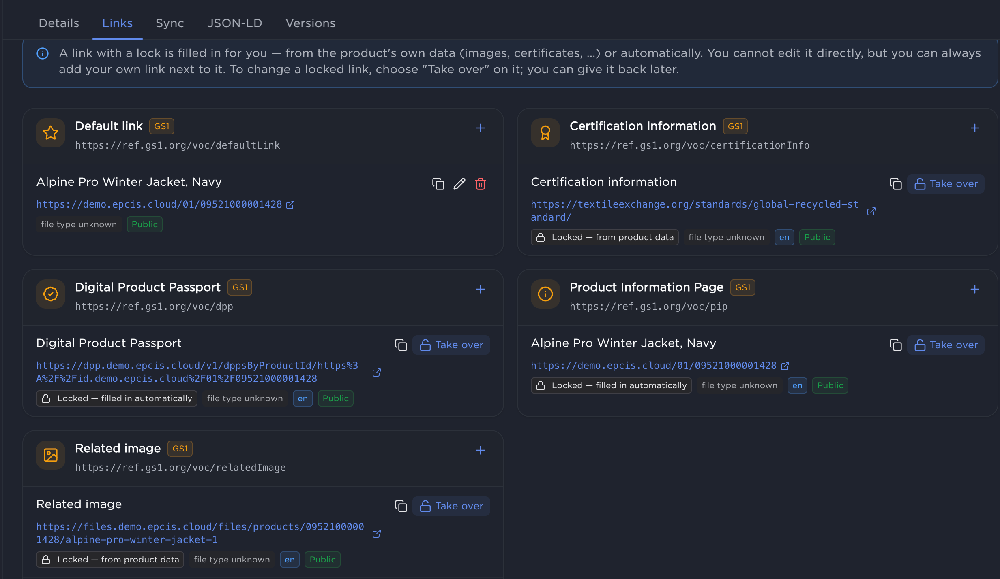 Details
Links
Sync
JSON-LD
Versions
A link with a lock is filled in for you — from the product's own data (images, certificates, ...) or automatically. You cannot edit it directly, but you can always
add your own link next to it. To change a locked link, choose "Take over" on it; you can give it back later.
Default link GS1
https://ref.gs1.org/voc/defaultLink
Alpine Pro Winter Jacket, Navy
https://demo.epcis.cloud/01/09521000001428
file type unknown Public
Certification Information GS1
https://ref.gs1.org/voc/certificationInfo
Certification information
Take over
https://textileexchange.org/standards/global-recycled-st
andard/
Locked — from product data file type unknown en Public
Digital Product Passport GS1
https://ref.gs1.org/voc/dpp
Digital Product Passport
Take over
https://dpp.demo.epcis.cloud/v1/dppsByProductId/https%3
A%2F%2Fid.demo.epcis.cloud%2F01%2F09521000001428
Locked — filled in automatically file type unknown en Public
Product Information Page GS1
https://ref.gs1.org/voc/pip
Alpine Pro Winter Jacket, Navy
Take over
https://demo.epcis.cloud/01/09521000001428
Locked — filled in automatically file type unknown en Public
Related image GS1
https://ref.gs1.org/voc/relatedImage
Related image
Take over
https://files.demo.epcis.cloud/files/products/0952100000
1428/alpine-pro-winter-jacket-1
Locked — from product data file type unknown en Public